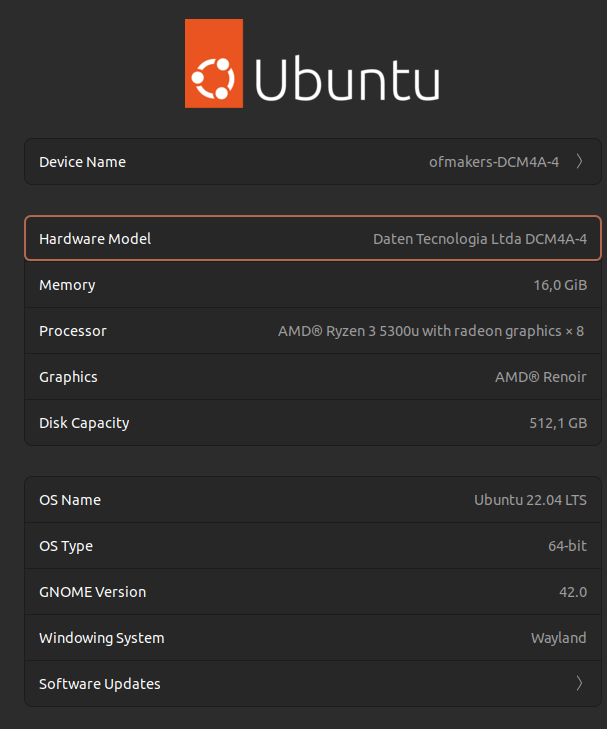 Ubuntu
Device Name ofmakers-DCM4A-4
Hardware Model Daten Tecnologia Ltda DCM4A-4
Memory 16,0 GiB
Processor AMD® Ryzen 3 5300u with radeon graphics × 8
Graphics AMD® Renoir
Disk Capacity 512,1 GB
OS Name Ubuntu 22.04 LTS
OS Type 64-bit
GNOME Version 42.0
Windowing System Wayland
Software Updates